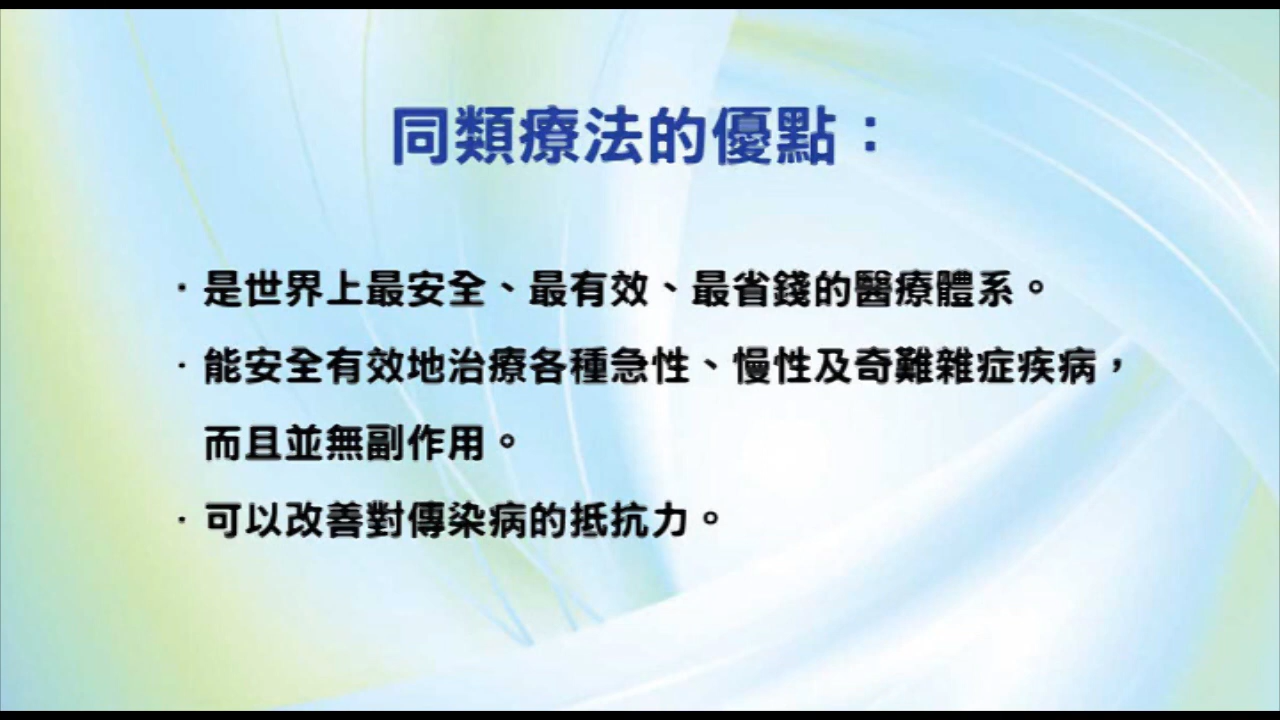 同類療法的優點：
·是世界上最安全、最有效、最省錢的醫療體系。
·能安全有效地治療各種急性、慢性及奇難雜症疾病，
而且並無副作用。
·可以改善對傳染病的抵抗力。